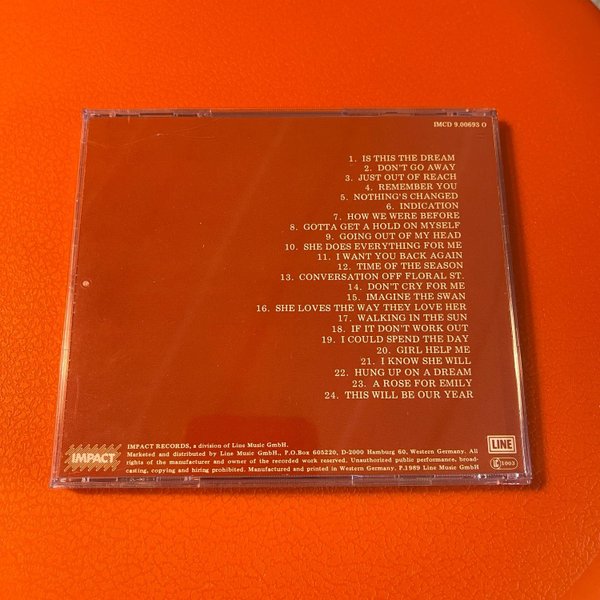 IMCD 9.00693 O
1. IS THIS THE DREAM
2. DON'T GO AWAY
3. JUST OUT OF REACH
4. REMEMBER YOU
5. NOTHING'S CHANGED
6. INDICATION
7. HOW WE WERE BEFORE
8. GOTTA GET A HOLD ON MYSELF
9. GOING OUT OF MY HEAD
10. SHE DOES EVERYTHING FOR ME
11. I WANT YOU BACK AGAIN
12. TIME OF THE SEASON
13. CONVERSATION OFF FLORAL ST.
14. DON'T CRY FOR ME
15. IMAGINE THE SWAN
16. SHE LOVES THE WAY THEY LOVE HER
17. WALKING IN THE SUN
18. IF IT DON'T WORK OUT
19. I COULD SPEND THE DAY
20. GIRL HELP ME
21. I KNOW SHE WILL
22. HUNG UP ON A DREAM
23. A ROSE FOR EMILY
24. THIS WILL BE OUR YEAR
IMPACT
IMPACT RECORDS, a division of Line Music GmbH.
Marketed and distributed by Line Music GmbH., P.O.Box 605220, D-2000 Hamburg 60, Western Germany. All
rights of the manufacturer and owner of the recorded work reserved. Unauthorized public performance, broad-
casting, copying and hiring prohibited. Manufactured and printed in Western Germany. P.1989 Line Music GmbH
LINE
LC 1003